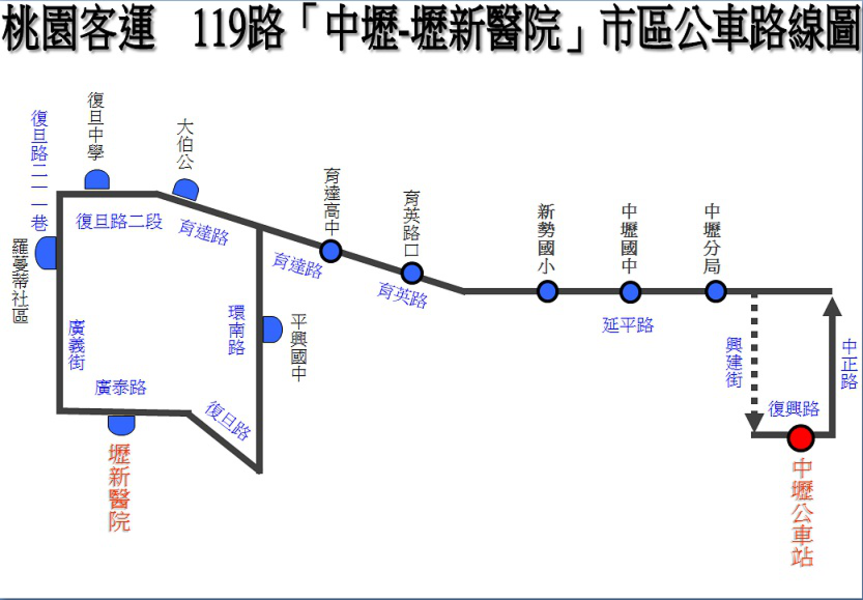 桃園客運 119路「中壢-壢新醫院」市區公車路線圖
復旦路二一一巷
復旦中學
大伯公
育達高中
育英路口
新勢國小
中壢國中
中壢分局
復旦路二段
育達路
育達路
育英路
羅蔓蒂社區
廣義街
環南路
平興國中
延平路
興建街
中正路
廣泰路
復旦路
復興路
壢新醫院
中壢公車站